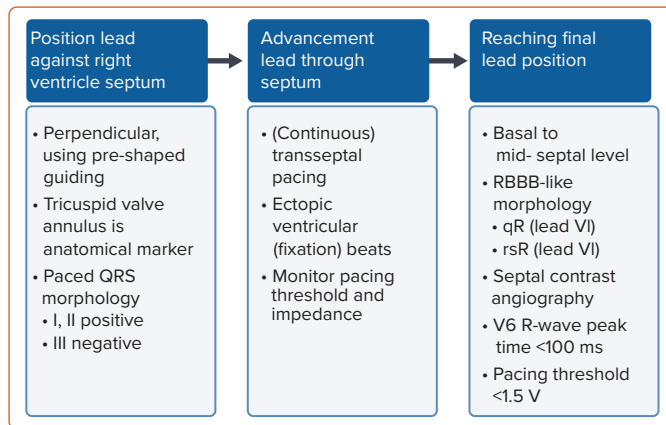 Position lead
against right
ventricle septum
• Perpendicular,
using pre-shaped
guiding
• Tricuspid valve
annulus is
anatomical marker
• Paced QRS
morphology
• I, II positive
• III negative
Advancement
lead through
septum
• (Continuous)
transseptal
pacing
• Ectopic
ventricular
(fixation) beats
• Monitor pacing
threshold and
impedance
Reaching final
lead position
• Basal to
mid- septal level
• RBBB-like
morphology
• qR (lead VI)
• rsR (lead VI)
• Septal contrast
angiography
• V6 R-wave peak
time <100 ms
• Pacing threshold
<1.5 V